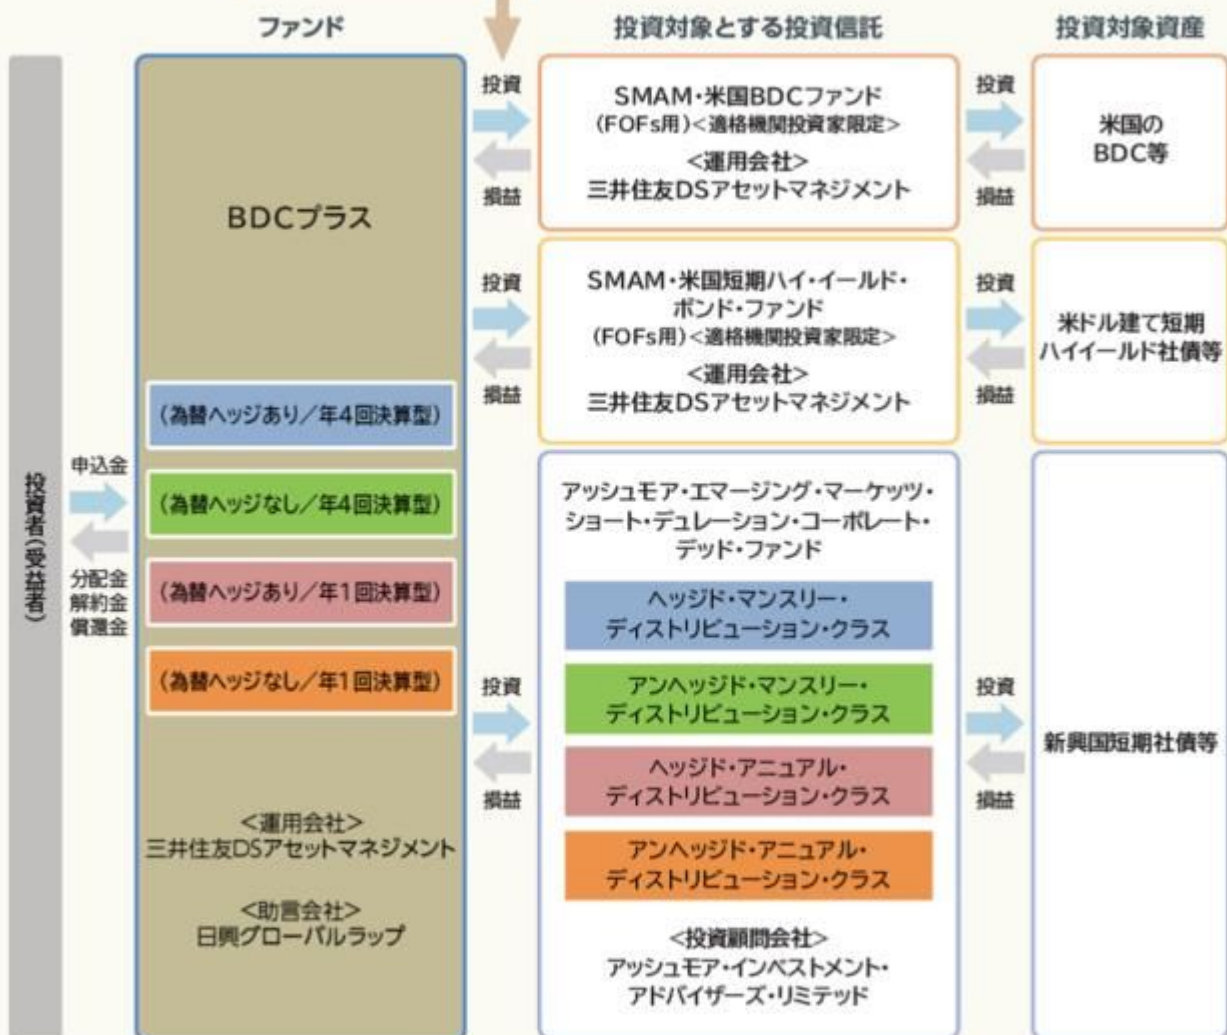 ファンド
投資対象とする投資信託
投資対象資産
投資者(受益者)
申込金
分配金
解約金
償還金
BDCプラス
(為替ヘッジあり/年4回決算型)
(為替ヘッジなし/年4回決算型)
(為替ヘッジあり/年1回決算型)
(為替ヘッジなし/年1回決算型)
<運用会社>
三井住友DSアセットマネジメント
<助言会社>
日興グローバルラップ
投資
損益
SMAM・米国BDCファンド
(FOFs用)<適格機関投資家限定>
<運用会社>
三井住友DSアセットマネジメント
投資
損益
米国の
BDC等
投資
損益
SMAM・米国短期ハイ・イールド・
ボンド・ファンド
(FOFs用)<適格機関投資家限定>
<運用会社>
三井住友DSアセットマネジメント
投資
損益
米ドル建て短期
ハイイールド社債等
投資
損益
アッシュモア・エマージング・マーケッツ・
ショート・デュレーション・コーポレート・
デッド・ファンド
ヘッジド・マンスリー・
ディストリビューション・クラス
アンヘッジド・マンスリー・
ディストリビューション・クラス
ヘッジド・アニュアル・
ディストリビューション・クラス
アンヘッジド・アニュアル・
ディストリビューション・クラス
<投資顧問会社>
アッシュモア・インベストメント・
アドバイザーズ・リミテッド
投資
損益
新興国短期社債等